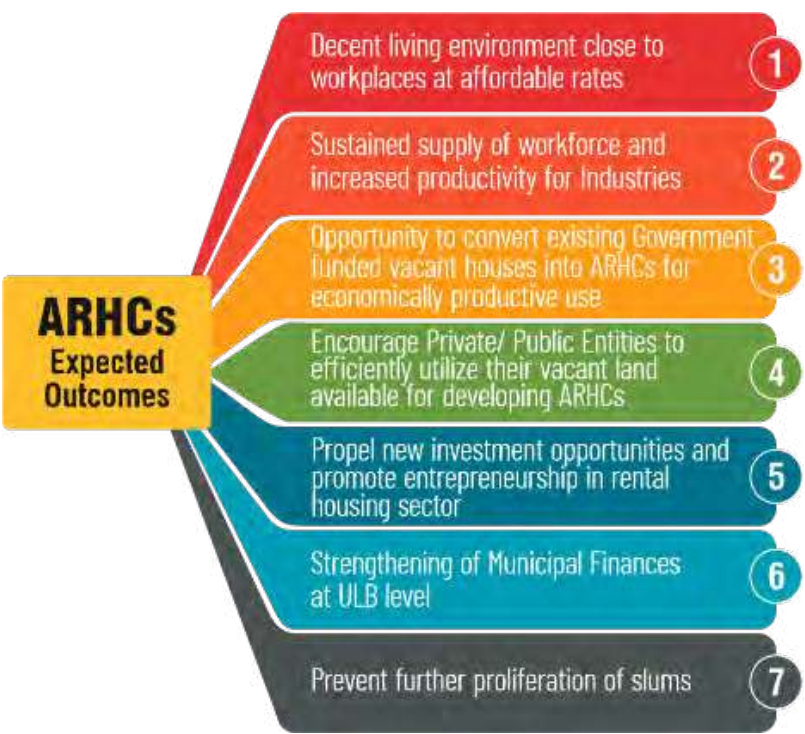 ARHCs
Expected
Outcomes
Decent living environment close to
workplaces at affordable rates
1
Sustained supply of workforce and
increased productivity for Industries
2
Opportunity to convert existing Government
funded vacant houses into ARHCs for
economically productive use
3
Encourage Private/ Public Entities to
efficiently utilize their vacant land
available for developing ARHCs
4
Propel new investment opportunities and
promote entrepreneurship in rental
housing sector
5
Strengthening of Municipal Finances
at ULB level
6
Prevent further proliferation of slums
7